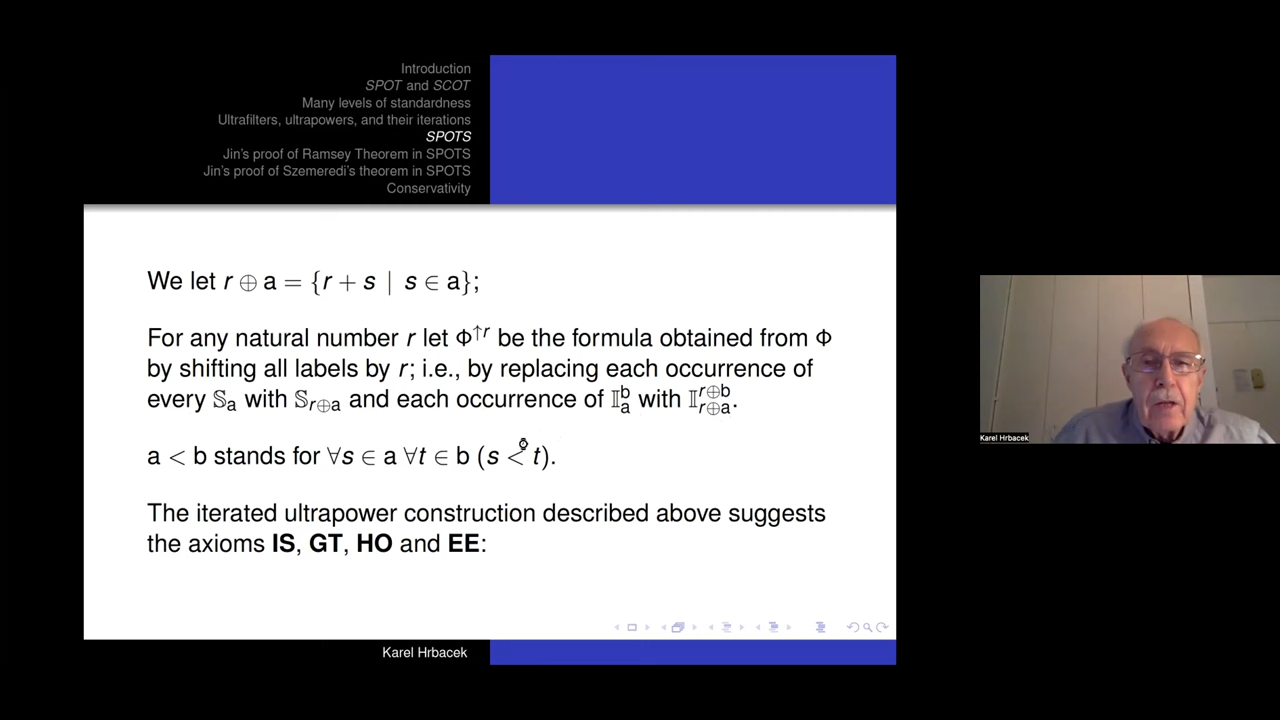 Introduction
SPOT and SCOT
Many levels of standardness
Ultrafilters, ultrapowers, and their iterations
SPOTS
Jin's proof of Ramsey Theorem in SPOTS
Jin's proof of Szemeredi's theorem in SPOTS
Conservativity
We let r ⊕ a = {r + s | s ∈ a};
For any natural number r let Φ↑ʳ be the formula obtained from Φ
by shifting all labels by r; i.e., by replacing each occurrence of
every 𝕊_a with 𝕊_{r⊕a} and each occurrence of 𝕀_a^b with 𝕀_{r⊕a}^{r⊕b}.
a < b stands for ∀s ∈ a ∀t ∈ b (s < t).
The iterated ultrapower construction described above suggests
the axioms IS, GT, HO and EE:
Karel Hrbacek
Karel Hrbacek